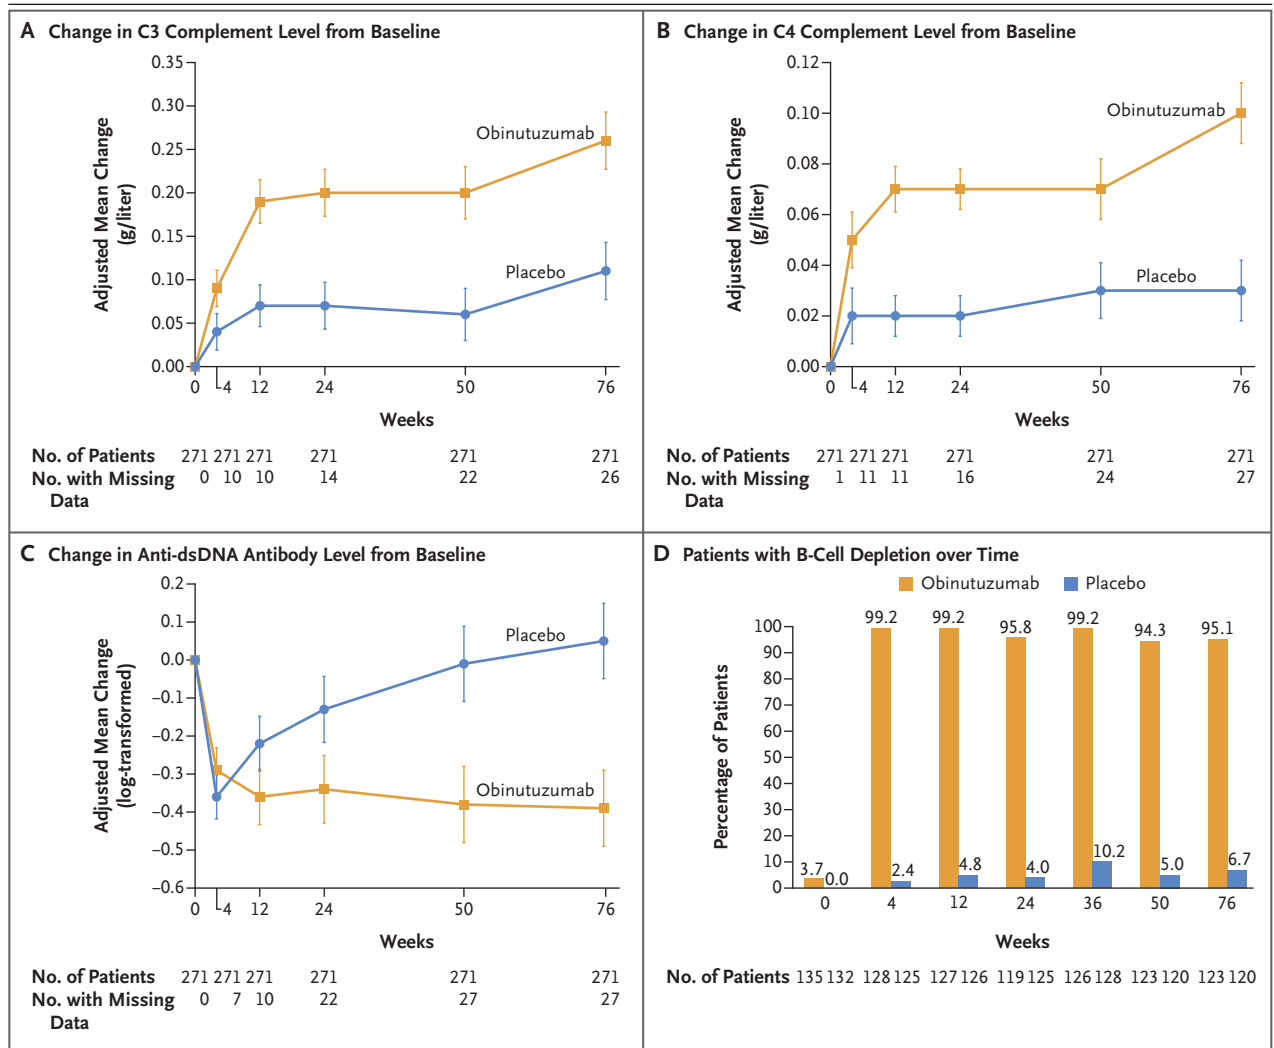 A Change in C3 Complement Level from Baseline
0.35
0.30
0.25
0.20
0.15
0.10
0.05
0.00
Adjusted Mean Change
(g/liter)
Obinutuzumab
Placebo
0 4 12 24 50 76
Weeks
No. of Patients 271 271 271 271 271 271
No. with Missing 0 10 10 14 22 26
Data
B Change in C4 Complement Level from Baseline
0.12
0.10
0.08
0.06
0.04
0.02
0.00
Adjusted Mean Change
(g/liter)
Obinutuzumab
Placebo
0 4 12 24 50 76
Weeks
No. of Patients 271 271 271 271 271 271
No. with Missing 1 11 11 16 24 27
Data
C Change in Anti-dsDNA Antibody Level from Baseline
0.2
0.1
0.0
−0.1
−0.2
−0.3
−0.4
−0.5
−0.6
Adjusted Mean Change
(log-transformed)
Placebo
Obinutuzumab
0 4 12 24 50 76
Weeks
No. of Patients 271 271 271 271 271 271
No. with Missing 0 7 10 22 27 27
Data
D Patients with B-Cell Depletion over Time
Obinutuzumab Placebo
100
90
80
70
60
50
40
30
20
10
0
Percentage of Patients
3.7 0.0 99.2 2.4 99.2 4.8 95.8 4.0 99.2 10.2 94.3 5.0 95.1 6.7
0 4 12 24 36 50 76
Weeks
No. of Patients 135 132 128 125 127 126 119 125 126 128 123 120 123 120